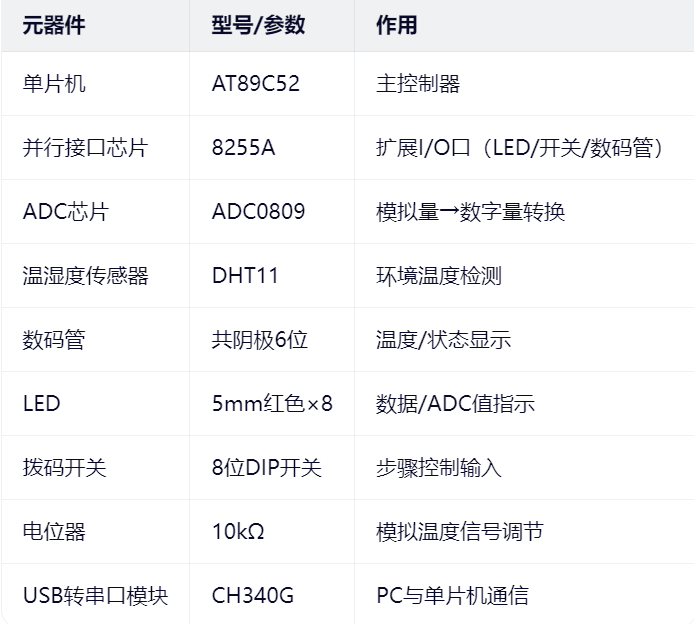 元器件 型号/参数 作用
单片机 AT89C52 主控制器
并行接口芯片 8255A 扩展I/O口（LED/开关/数码管）
ADC芯片 ADC0809 模拟量→数字量转换
温湿度传感器 DHT11 环境温度检测
数码管 共阴极6位 温度/状态显示
LED 5mm红色×8 数据/ADC值指示
拨码开关 8位DIP开关 步骤控制输入
电位器 10kΩ 模拟温度信号调节
USB转串口模块 CH340G PC与单片机通信